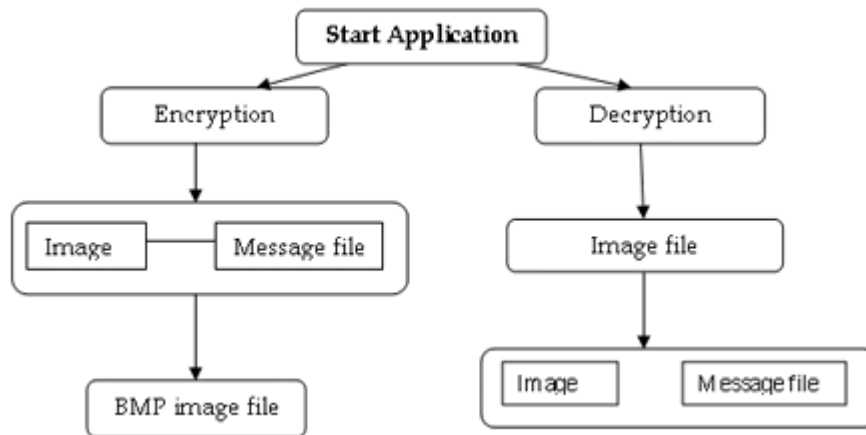 Start Application
Encryption
Decryption
Image
Message file
Image file
BMP image file
Image
Message file